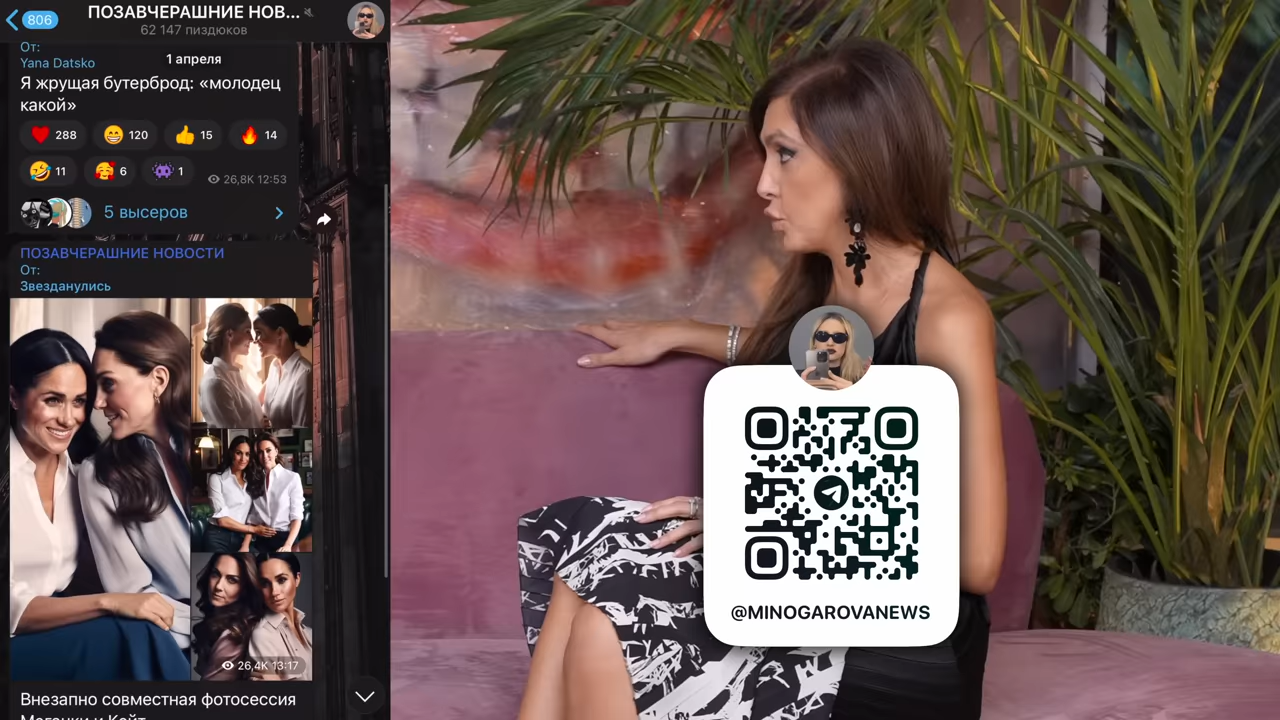 806
ПОЗАВЧЕРАШНИЕ НОВ...
62 147 пиздюков
От:
Yana Datsko
1 апреля
Я жрущая бутерброд: «молодец
какой»
288
120
15
14
11
6
1
26,8K 12:53
5 высеров
ПОЗАВЧЕРАШНИЕ НОВОСТИ
От:
Звезданулись
26,4K 13:17
Внезапно совместная фотосессия
Меганки и Кейт
@MINOGAROVANEWS